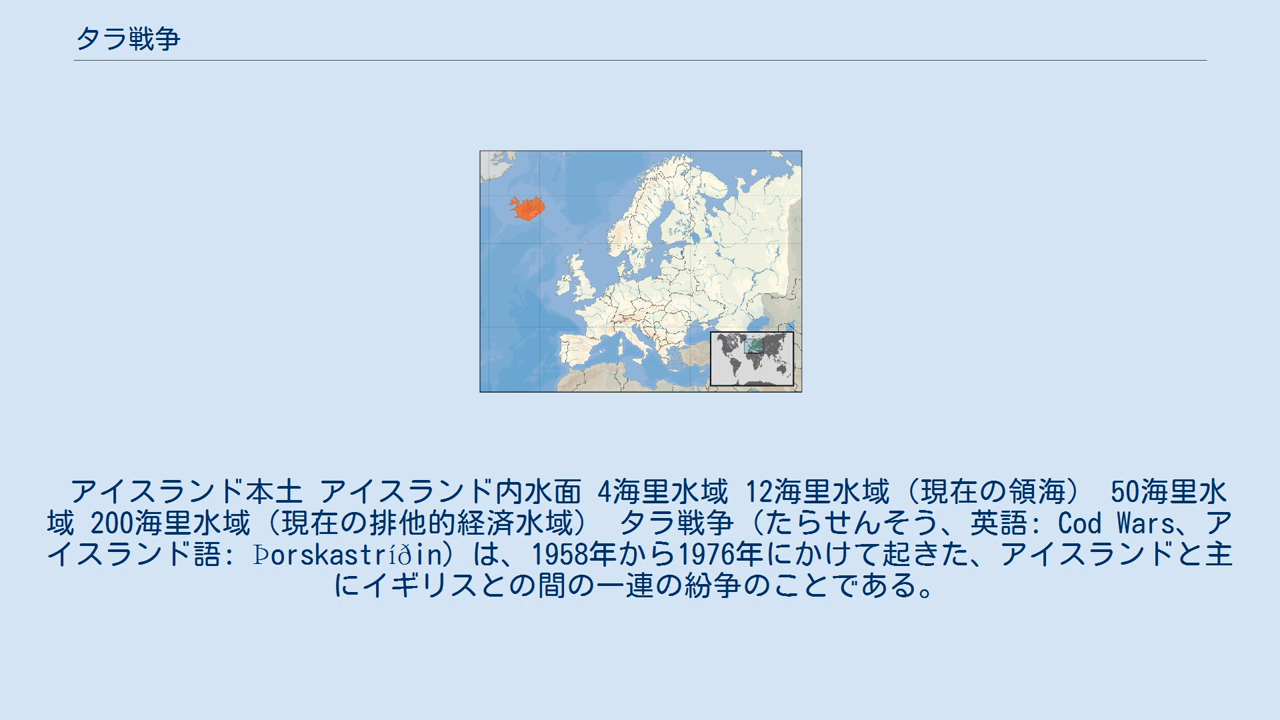 タラ戦争
アイスランド本土 アイスランド内水面 4海里水域 12海里水域（現在の領海） 50海里水
域 200海里水域（現在の排他的経済水域） タラ戦争（たらせんそう、英語: Cod Wars、ア
イスランド語: Þorskastríðin）は、1958年から1976年にかけて起きた、アイスランドと主
にイギリスとの間の一連の紛争のことである。